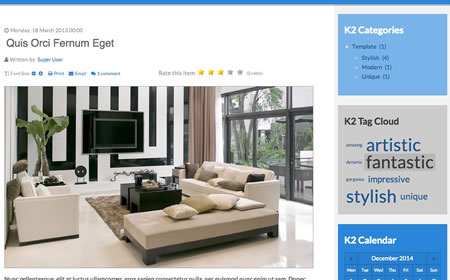 Monday, 18 March 2013 00:00
Quis Orci Fernum Eget
Written by Super User
Font Size Print Email 1 comment
Rate this item (2 votes)
Nunc pellentesque, elit at luctus ullamcorper, eros sapien consectetur nulla, nec euismod nunc enim ut sem. Donec
K2 Categories
Template (1)
Stylish (4)
Modern (1)
Unique (1)
K2 Tag Cloud
amazing artistic
dynamic fantastic
gorgeous impressive
stylish unique
K2 Calendar
« December 2014 »
Mon Tue Wed Thu Fri Sat Sun